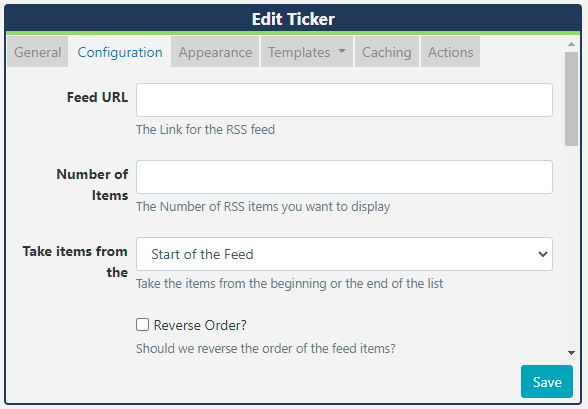 Edit Ticker
General Configuration Appearance Templates Caching Actions
Feed URL
The Link for the RSS feed
Number of
Items
The Number of RSS items you want to display
Take items from
the
Start of the Feed
Take the items from the beginning or the end of the list
Reverse Order?
Should we reverse the order of the feed items?
Save